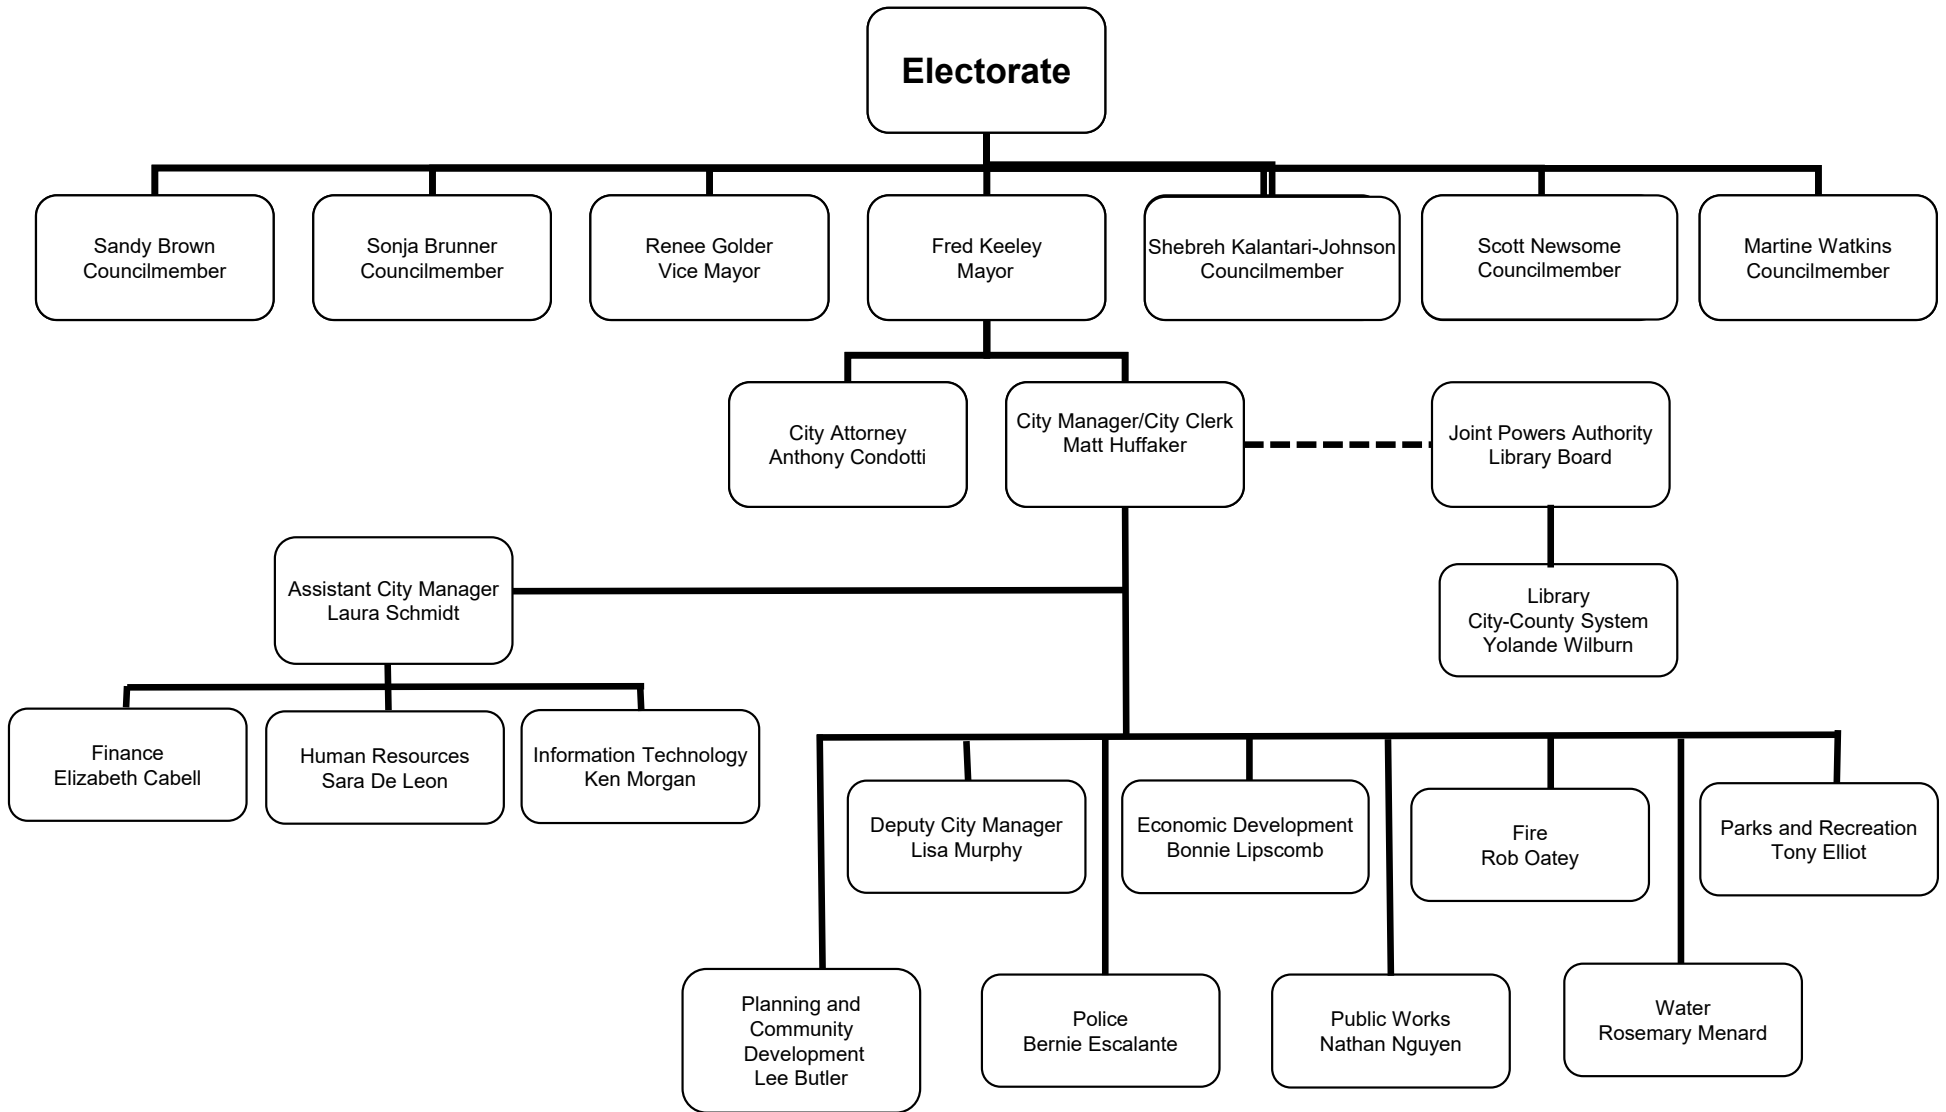 Electorate
Sandy Brown
Councilmember
Sonja Brunner
Councilmember
Renee Golder
Vice Mayor
Fred Keeley
Mayor
Shebreh Kalantari-Johnson
Councilmember
Scott Newsome
Councilmember
Martine Watkins
Councilmember
City Attorney
Anthony Condotti
City Manager/City Clerk
Matt Huffaker
Joint Powers Authority
Library Board
Assistant City Manager
Laura Schmidt
Library
City-County System
Yolande Wilburn
Finance
Elizabeth Cabell
Human Resources
Sara De Leon
Information Technology
Ken Morgan
Deputy City Manager
Lisa Murphy
Economic Development
Bonnie Lipscomb
Fire
Rob Oatey
Parks and Recreation
Tony Elliot
Planning and
Community
Development
Lee Butler
Police
Bernie Escalante
Public Works
Nathan Nguyen
Water
Rosemary Menard